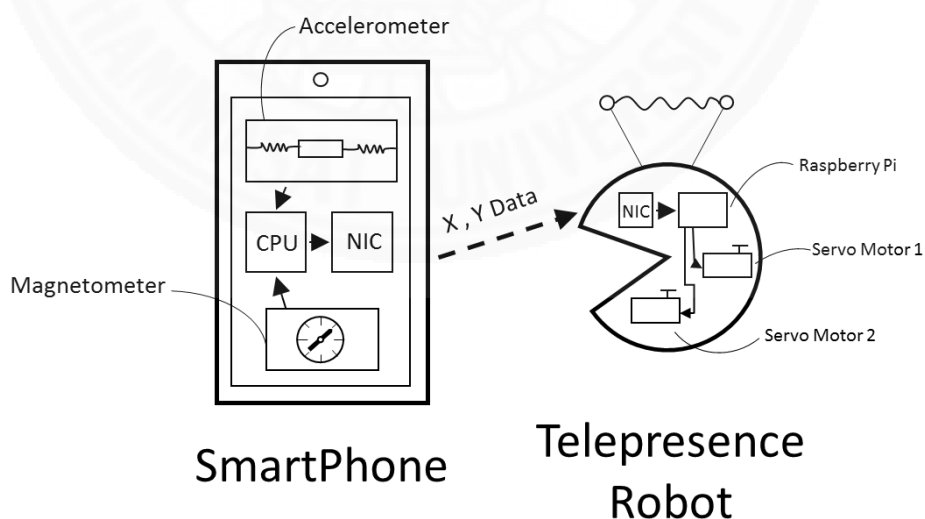 Accelerometer
CPU
NIC
Magnetometer
SmartPhone
X , Y Data
NIC
Raspberry Pi
Servo Motor 1
Servo Motor 2
Telepresence
Robot